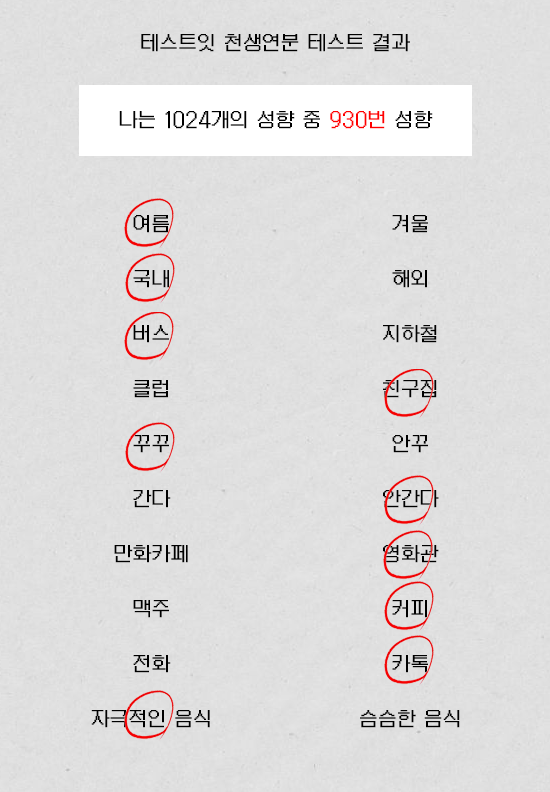 테스트잇 천생연분 테스트 결과
나는 1024개의 성향 중 930번 성향
여름 겨울
국내 해외
버스 지하철
클럽 친구집
꾸꾸 안꾸
간다 안간다
만화카페 영화관
맥주 커피
전화 카톡
자극적인 음식 슴슴한 음식